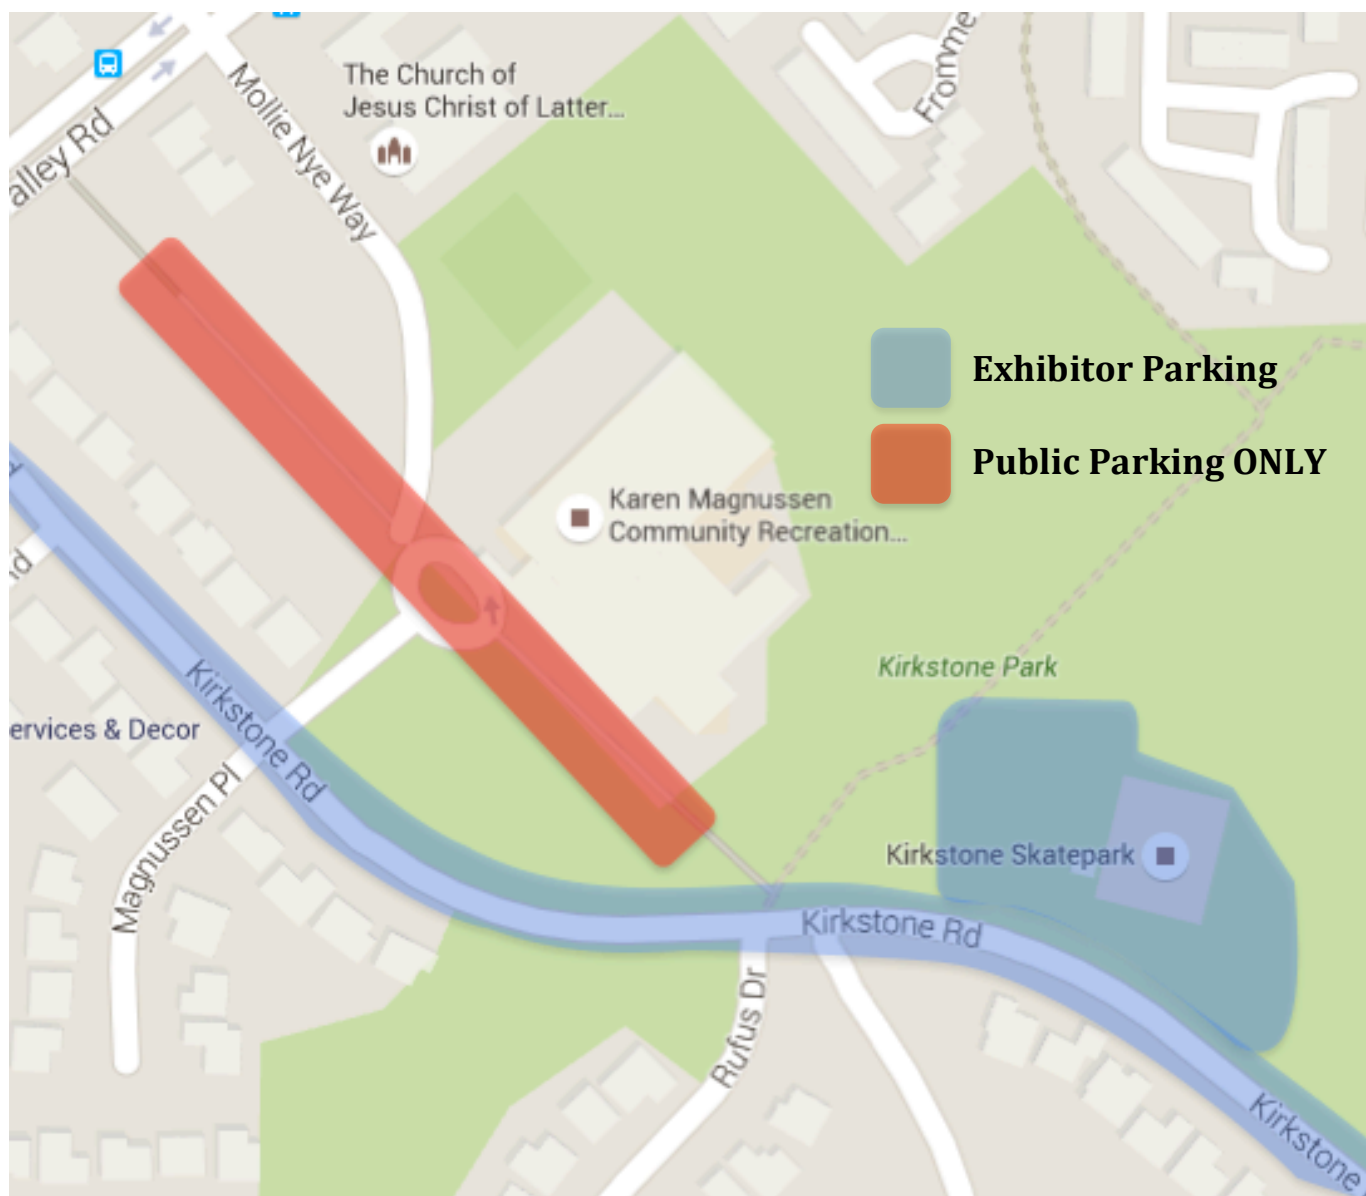 The Church of
Jesus Christ of Latter...
Mollie Nye Way
alley Rd
Fromme
Exhibitor Parking
Public Parking ONLY
Karen Magnussen
Community Recreation...
d
nd
Kirkstone Park
Kirkstone Rd
ervices & Decor
Magnussen Pl
Kirkstone Skatepark
Kirkstone Rd
Rufus Dr
Kirkstone